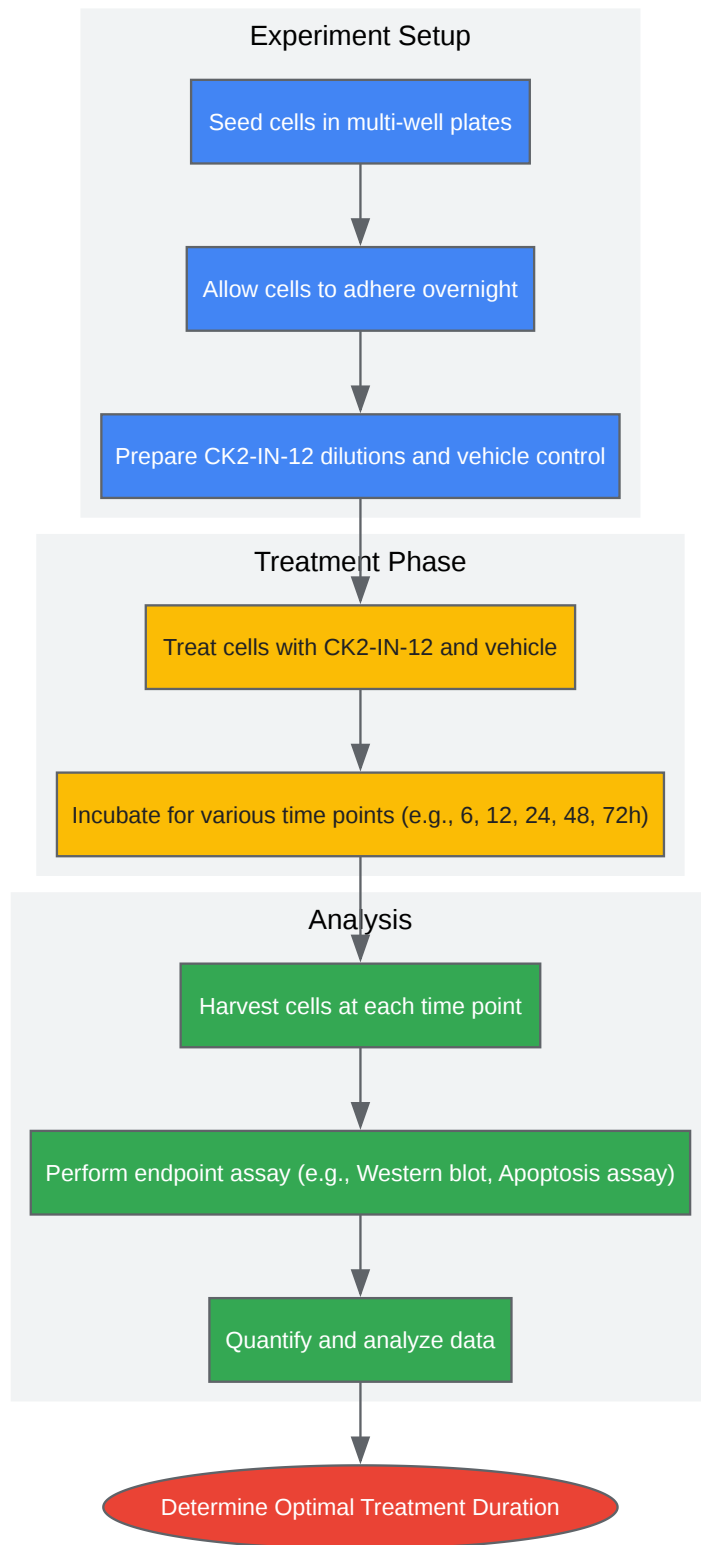 Experiment Setup
Seed cells in multi-well plates
Allow cells to adhere overnight
Prepare CK2-IN-12 dilutions and vehicle control
Treatment Phase
Treat cells with CK2-IN-12 and vehicle
Incubate for various time points (e.g., 6, 12, 24, 48, 72h)
Analysis
Harvest cells at each time point
Perform endpoint assay (e.g., Western blot, Apoptosis assay)
Quantify and analyze data
Determine Optimal Treatment Duration